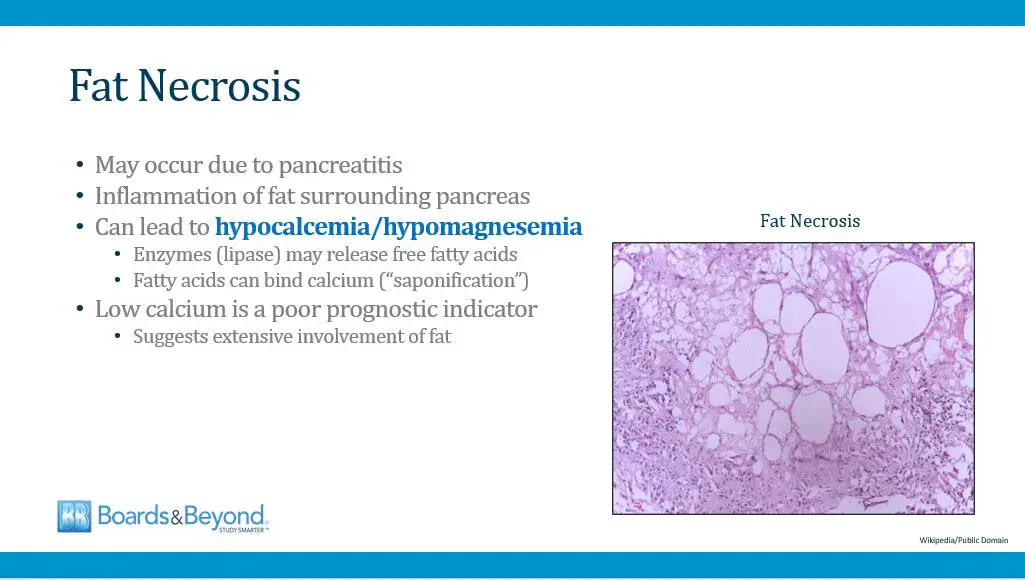 Fat Necrosis
• May occur due to pancreatitis
• Inflammation of fat surrounding pancreas
• Can lead to hypocalcemia/hypomagnesemia
• Enzymes (lipase) may release free fatty acids
• Fatty acids can bind calcium (“saponification”)
• Low calcium is a poor prognostic indicator
• Suggests extensive involvement of fat
Fat Necrosis
BB Boards&Beyond®
STUDY SMARTER™
Wikipedia/Public Domain